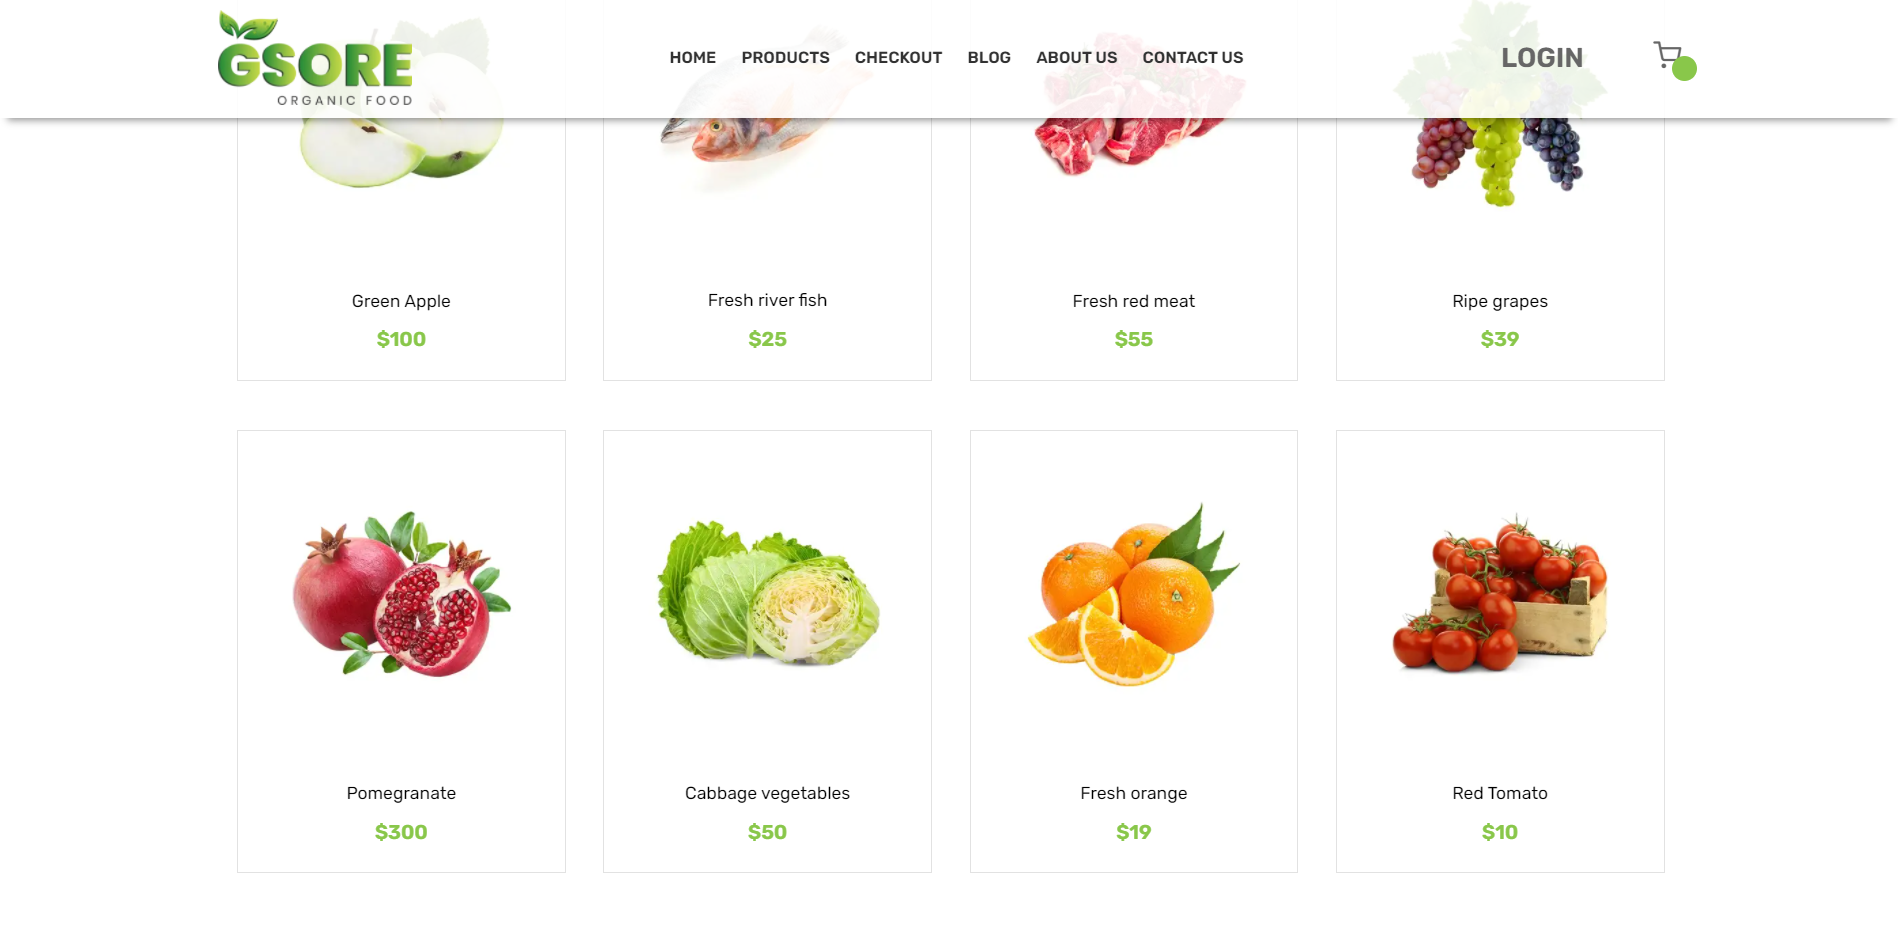 GSORE
ORGANIC FOOD
HOME PRODUCTS CHECKOUT BLOG ABOUT US CONTACT US
LOGIN
Green Apple
$100
Fresh river fish
$25
Fresh red meat
$55
Ripe grapes
$39
Pomegranate
$300
Cabbage vegetables
$50
Fresh orange
$19
Red Tomato
$10